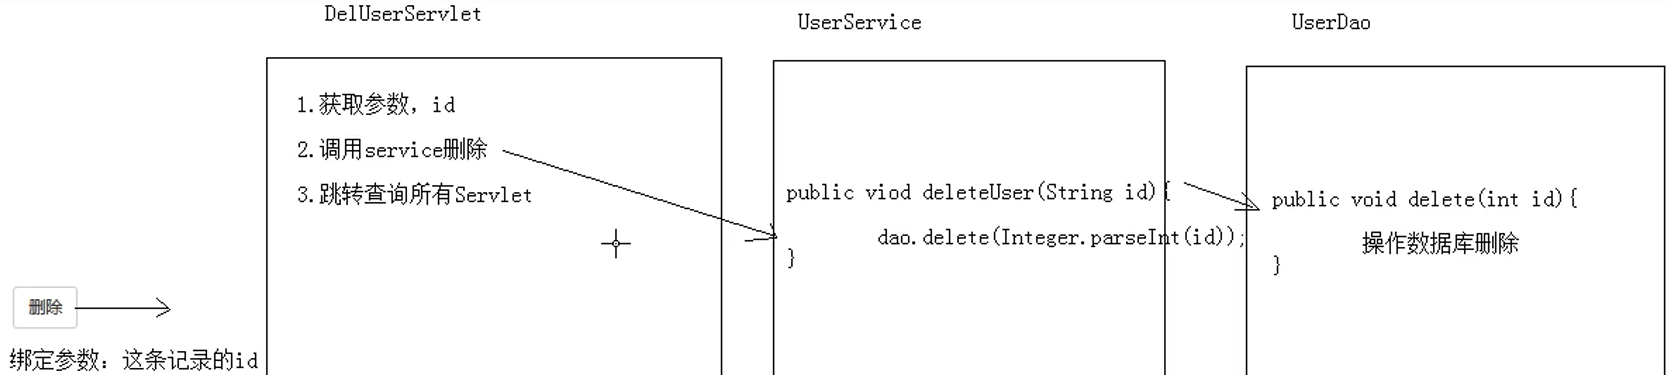 DelUserServlet
1.获取参数，id
2.调用service删除
3.跳转查询所有Servlet
删除
绑定参数：这条记录的id
UserService
public viod deleteUser(String id){
dao.delete(Integer.parseInt(id));
}
UserDao
public void delete(int id){
操作数据库删除
}